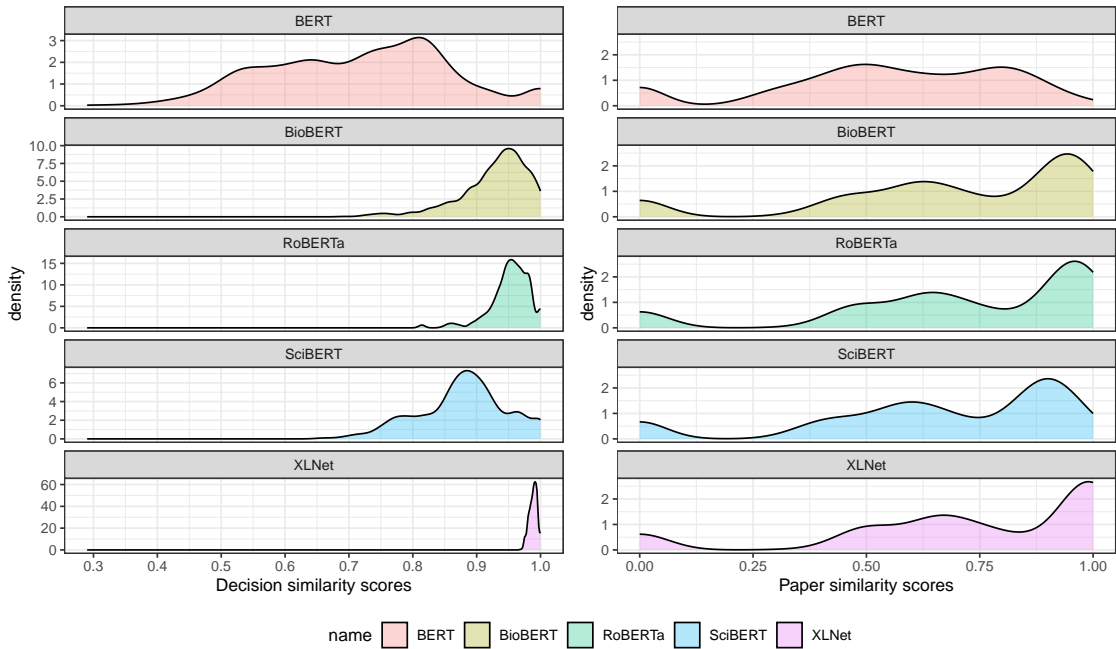 BERT
3
2
1
0
BioBERT
10.0
7.5
5.0
2.5
0.0
RoBERTa
15
10
5
0
SciBERT
6
4
2
0
XLNet
60
40
20
0
0.3 0.4 0.5 0.6 0.7 0.8 0.9 1.0
Decision similarity scores
density
BERT
2
1
0
BioBERT
2
1
0
RoBERTa
2
1
0
SciBERT
2
1
0
XLNet
2
1
0
0.00 0.25 0.50 0.75 1.00
Paper similarity scores
density
name BERT BioBERT RoBERTa SciBERT XLNet